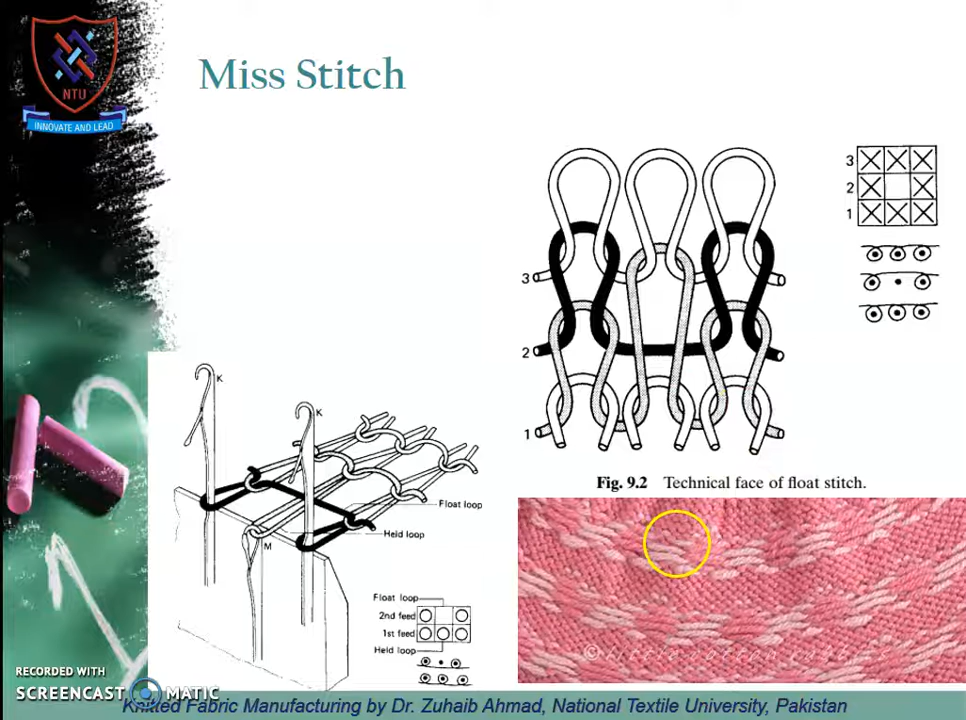 NTU
INNOVATE AND LEAD
Miss Stitch
3
2
1
3
2
1
Fig. 9.2 Technical face of float stitch.
K
K
M
Float loop
Held loop
Float loop
2nd feed
1st feed
Held loop
RECORDED WITH
SCREENCAST MATIC
Knitted Fabric Manufacturing by Dr. Zuhaib Ahmad, National Textile University, Pakistan